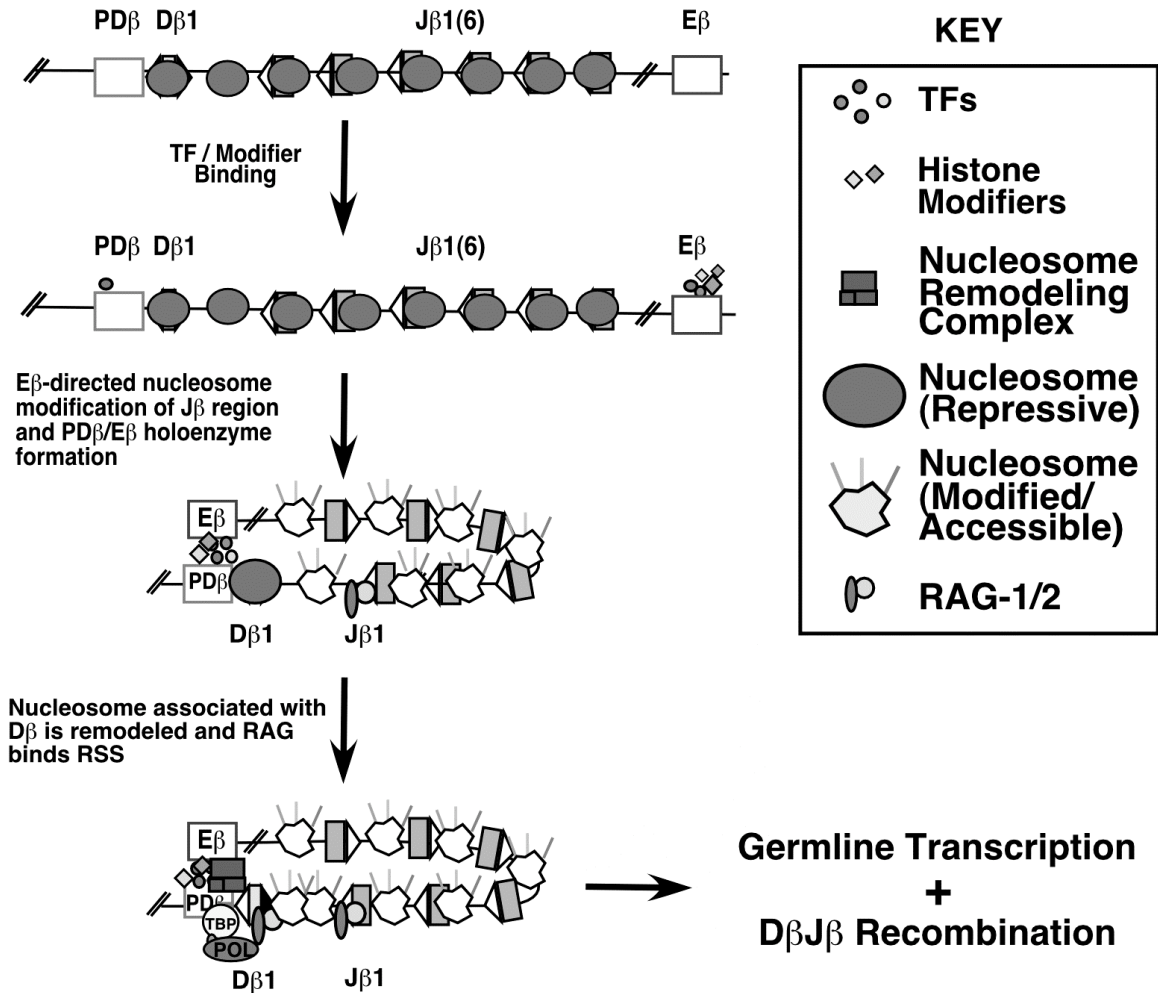 PDβ Dβ1 Jβ1(6) Eβ
TF / Modifier
Binding
PDβ Dβ1 Jβ1(6) Eβ
Eβ-directed nucleosome
modification of Jβ region
and PDβ/Eβ holoenzyme
formation
Eβ
PDβ
Dβ1 Jβ1
Nucleosome associated with
Dβ is remodeled and RAG
binds RSS
Eβ
PDβ
TBP
POL
Dβ1 Jβ1
Germline Transcription
+
DβJβ Recombination
KEY
TFs
Histone
Modifiers
Nucleosome
Remodeling
Complex
Nucleosome
(Repressive)
Nucleosome
(Modified/
Accessible)
RAG-1/2